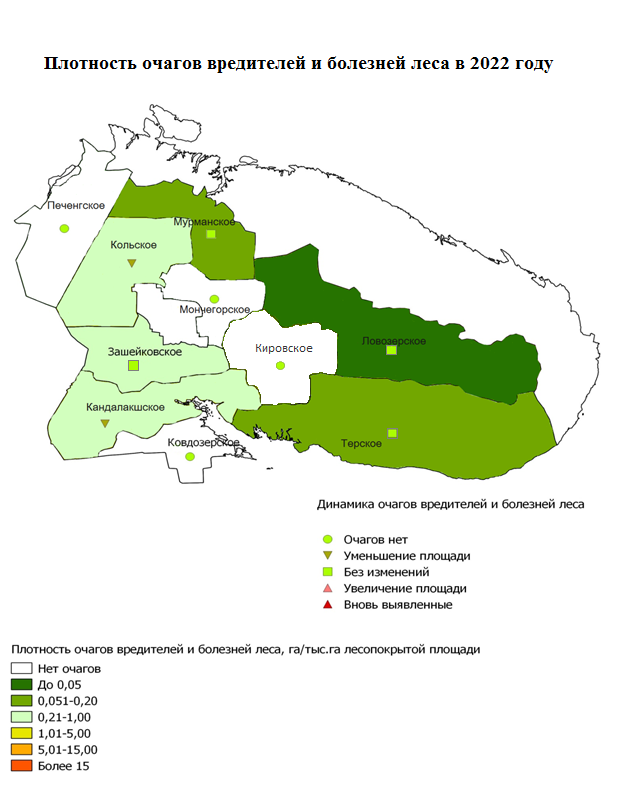 Плотность очагов вредителей и болезней леса в 2022 году
Печенгское
Мурманское
Кольское
Мончегорское
Ловозерское
Кировское
Зашейковское
Кандалакшское
Ковдозерское
Терское
Динамика очагов вредителей и болезней леса
Очагов нет
Уменьшение площади
Без изменений
Увеличение площади
Вновь выявленные
Плотность очагов вредителей и болезней леса, га/тыс.га лесопокрытой площади
Нет очагов
До 0,05
0,051-0,20
0,21-1,00
1,01-5,00
5,01-15,00
Более 15